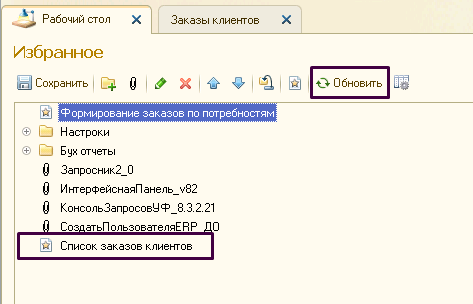 Рабочий стол
Заказы клиентов
Избранное
Сохранить
Обновить
Формирование заказов по потребностям
Настроки
Бух отчеты
Запросник2_0
ИнтерфейснаяПанель_v82
КонсольЗапросовУФ_8.3.2.21
СоздатьПользователяERP_ДО
Список заказов клиентов